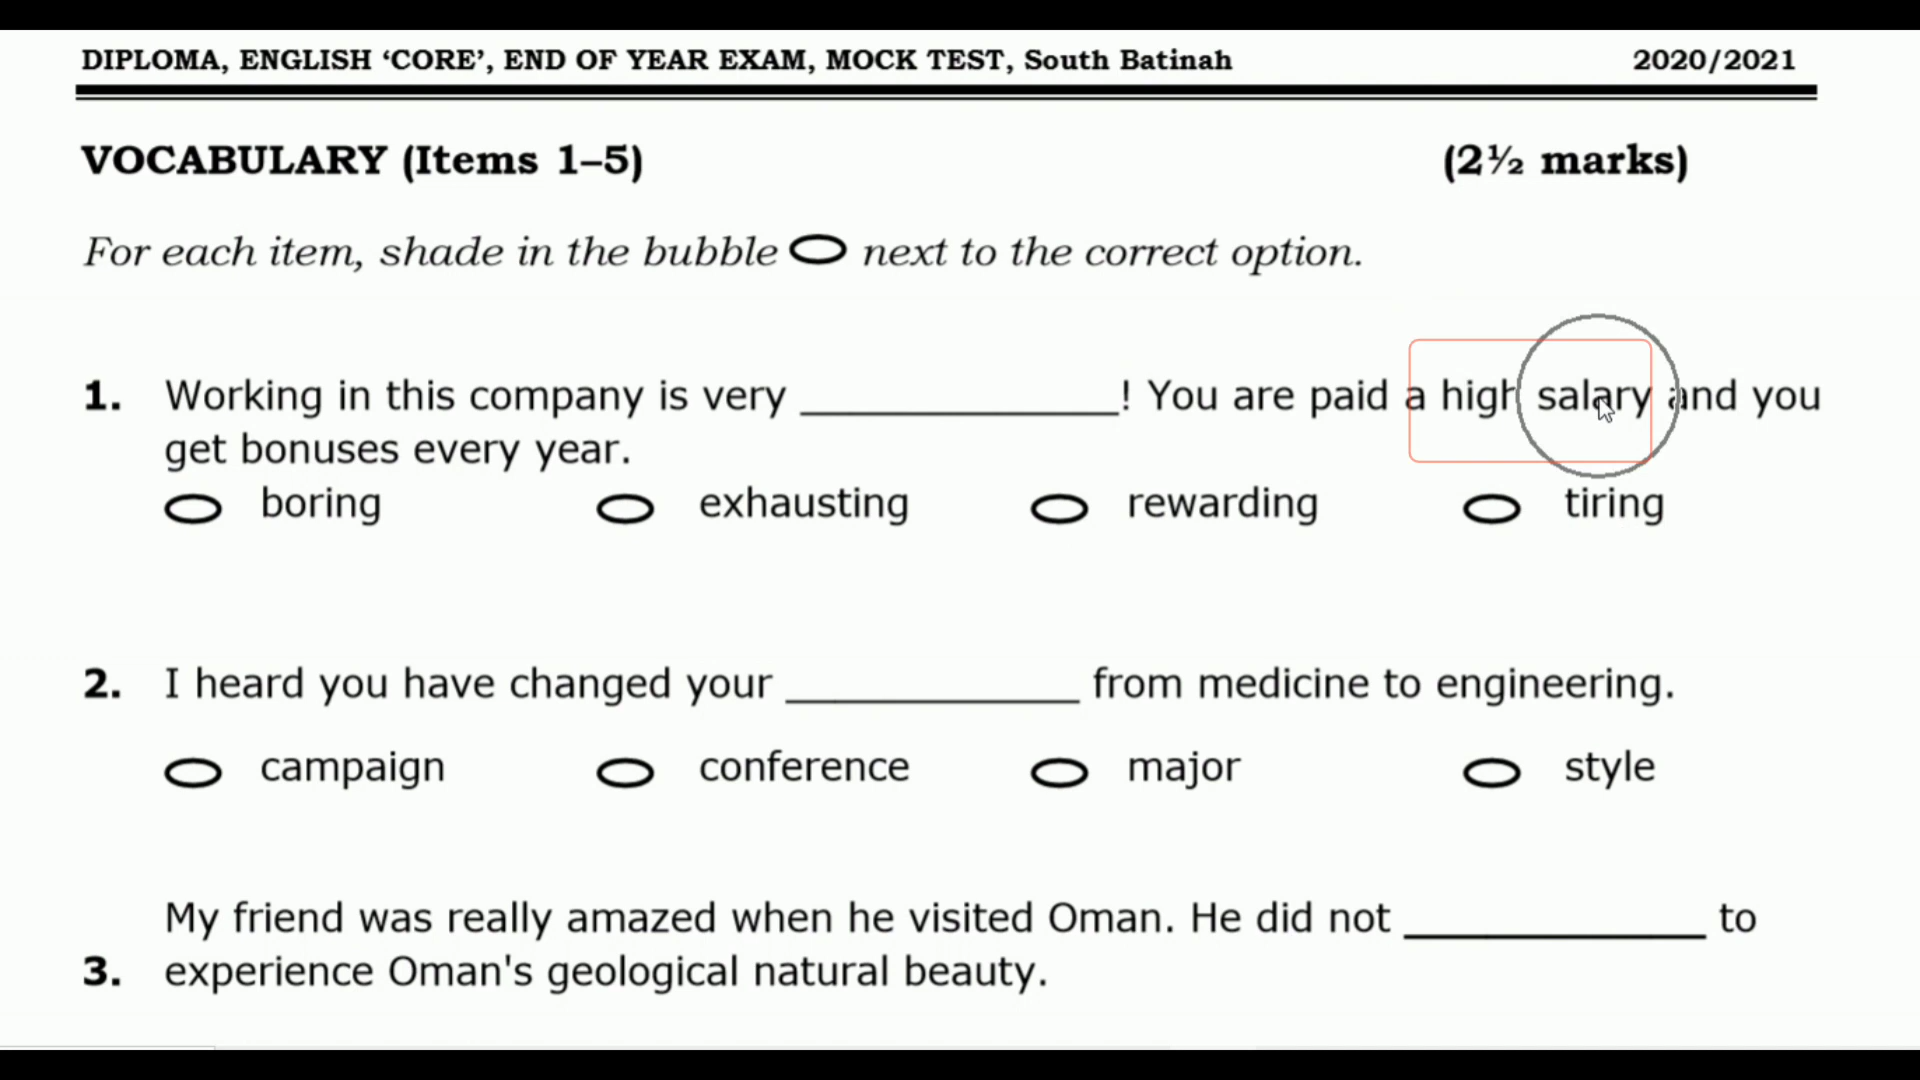 DIPLOMA, ENGLISH ‘CORE’, END OF YEAR EXAM, MOCK TEST, South Batinah 2020/2021
VOCABULARY (Items 1–5) (2½ marks)
For each item, shade in the bubble next to the correct option.
1. Working in this company is very _______________! You are paid a high salary and you
get bonuses every year.
boring exhausting rewarding tiring
2. I heard you have changed your ______________ from medicine to engineering.
campaign conference major style
My friend was really amazed when he visited Oman. He did not ______________ to
3. experience Oman's geological natural beauty.